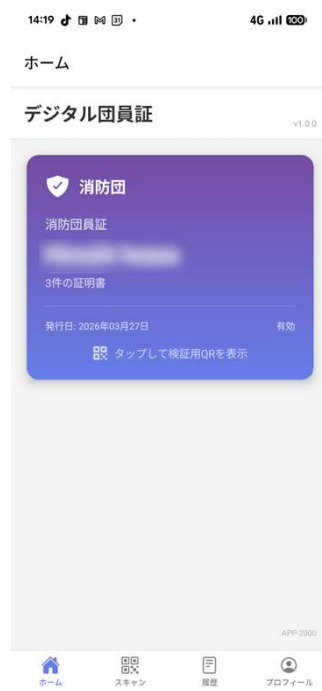 14:19
31
4G 100
ホーム
デジタル団員証
v1.0.0
消防団
消防団員証
3件の証明書
発行日: 2026年03月27日
有効
タップして検証用QRを表示
APP-2000
ホーム
スキャン
履歴
プロフィール